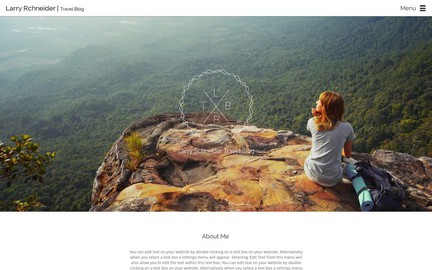 Larry Rchneider | Travel Blog
Menu
L
T B
R
Travel Blog
About Me
You can edit text on your website by double clicking on a text box on your website. Alternatively,
when you select a text box a settings menu will appear. Selecting 'Edit Text' from this menu will
also allow you to edit the text within this text box. You can edit text on your website by double
clicking on a text box on your website. Alternatively, when you select a text box a settings menu